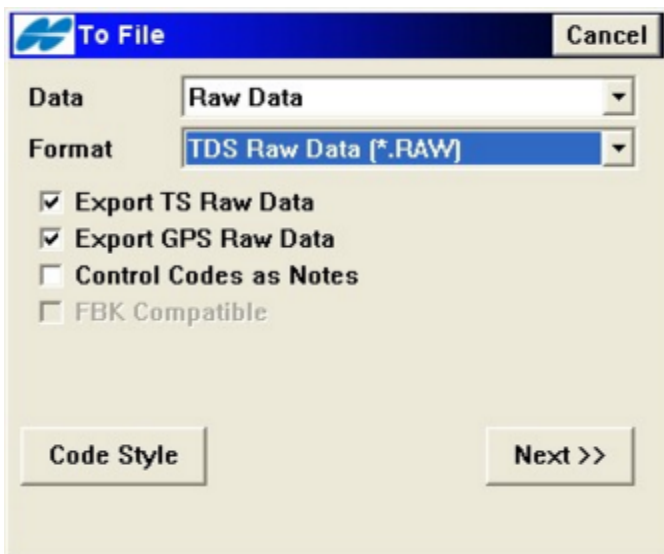 To File Cancel
Data Raw Data
Format TDS Raw Data (*.RAW)
Export TS Raw Data
Export GPS Raw Data
Control Codes as Notes
FBK Compatible
Code Style Next >>